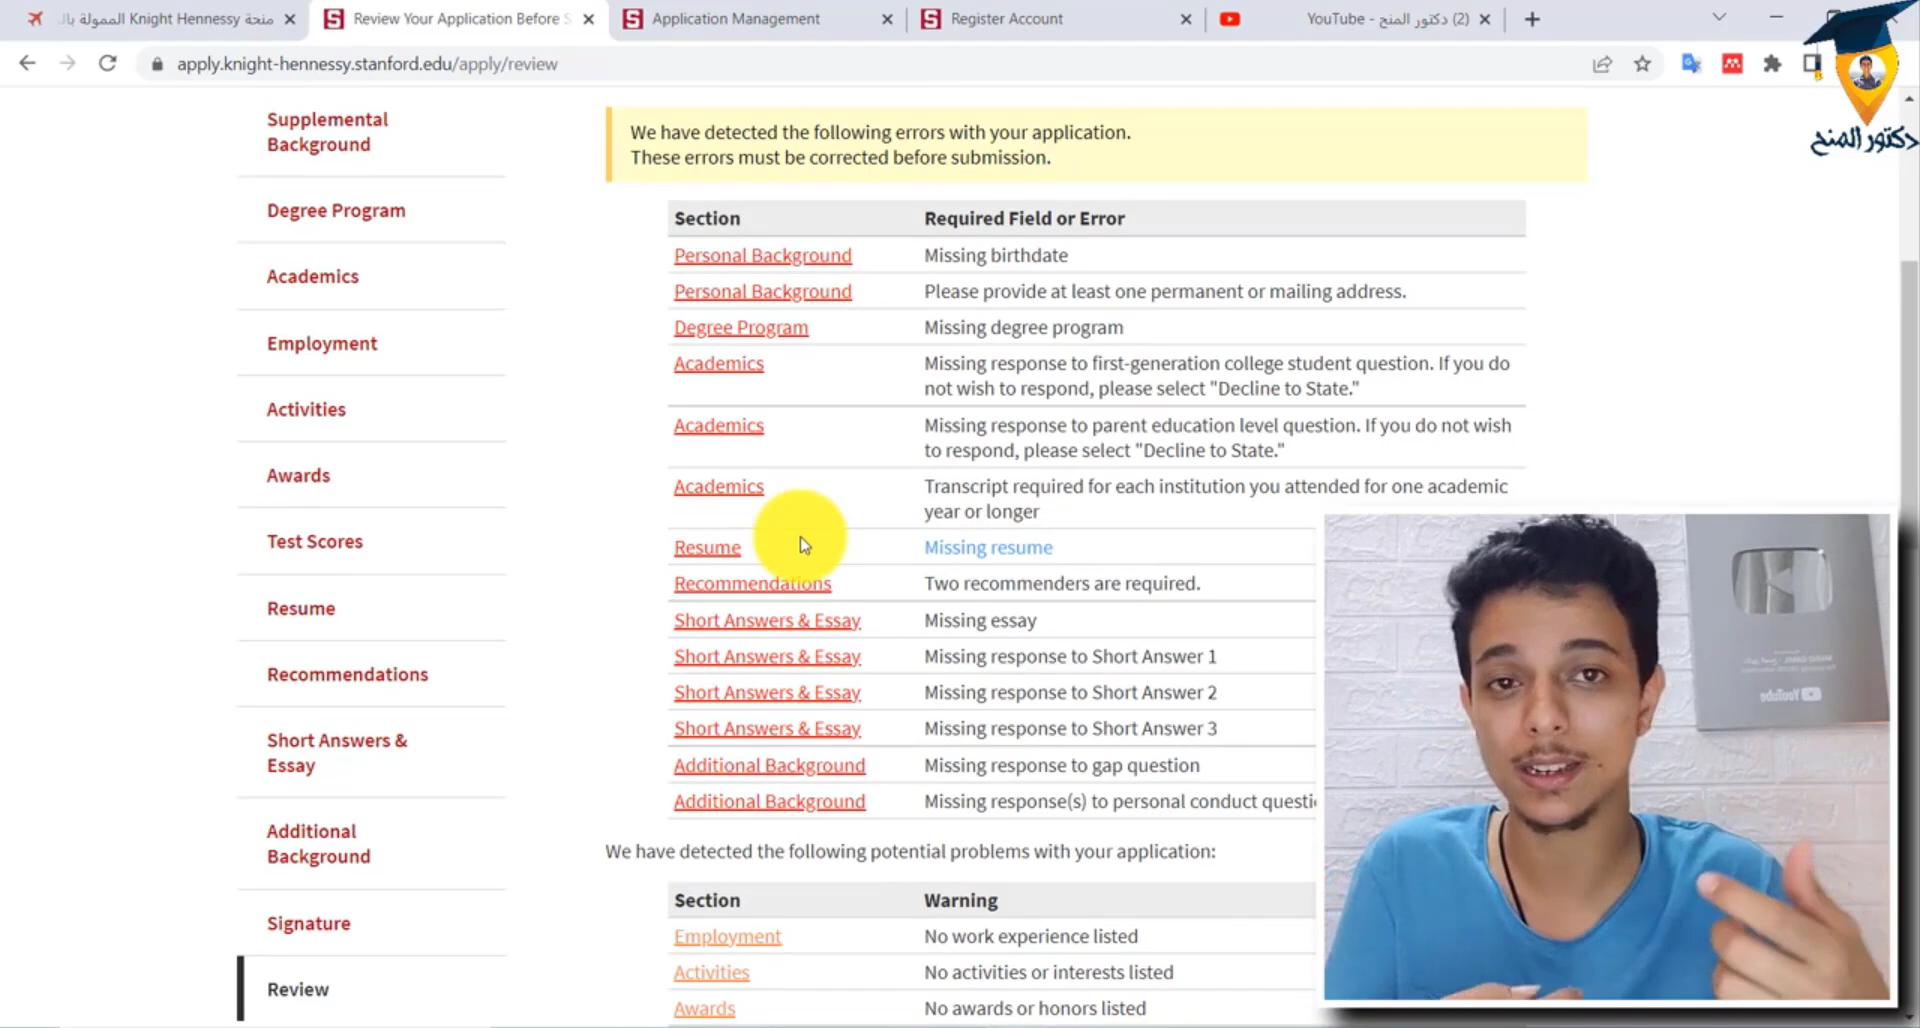 منحة Knight Hennessy الممولة بال
Review Your Application Before S
Application Management
Register Account
(2) دكتور المنح - YouTube
apply.knight-hennessy.stanford.edu/apply/review
دكتور المنح
Supplemental
Background
Degree Program
Academics
Employment
Activities
Awards
Test Scores
Resume
Recommendations
Short Answers &
Essay
Additional
Background
Signature
Review
We have detected the following errors with your application.
These errors must be corrected before submission.
Section Required Field or Error
Personal Background Missing birthdate
Personal Background Please provide at least one permanent or mailing address.
Degree Program Missing degree program
Academics Missing response to first-generation college student question. If you do
not wish to respond, please select "Decline to State."
Academics Missing response to parent education level question. If you do not wish
to respond, please select "Decline to State."
Academics Transcript required for each institution you attended for one academic
year or longer
Resume Missing resume
Recommendations Two recommenders are required.
Short Answers & Essay Missing essay
Short Answers & Essay Missing response to Short Answer 1
Short Answers & Essay Missing response to Short Answer 2
Short Answers & Essay Missing response to Short Answer 3
Additional Background Missing response to gap question
Additional Background Missing response(s) to personal conduct questi
We have detected the following potential problems with your application:
Section Warning
Employment No work experience listed
Activities No activities or interests listed
Awards No awards or honors listed
YouTube